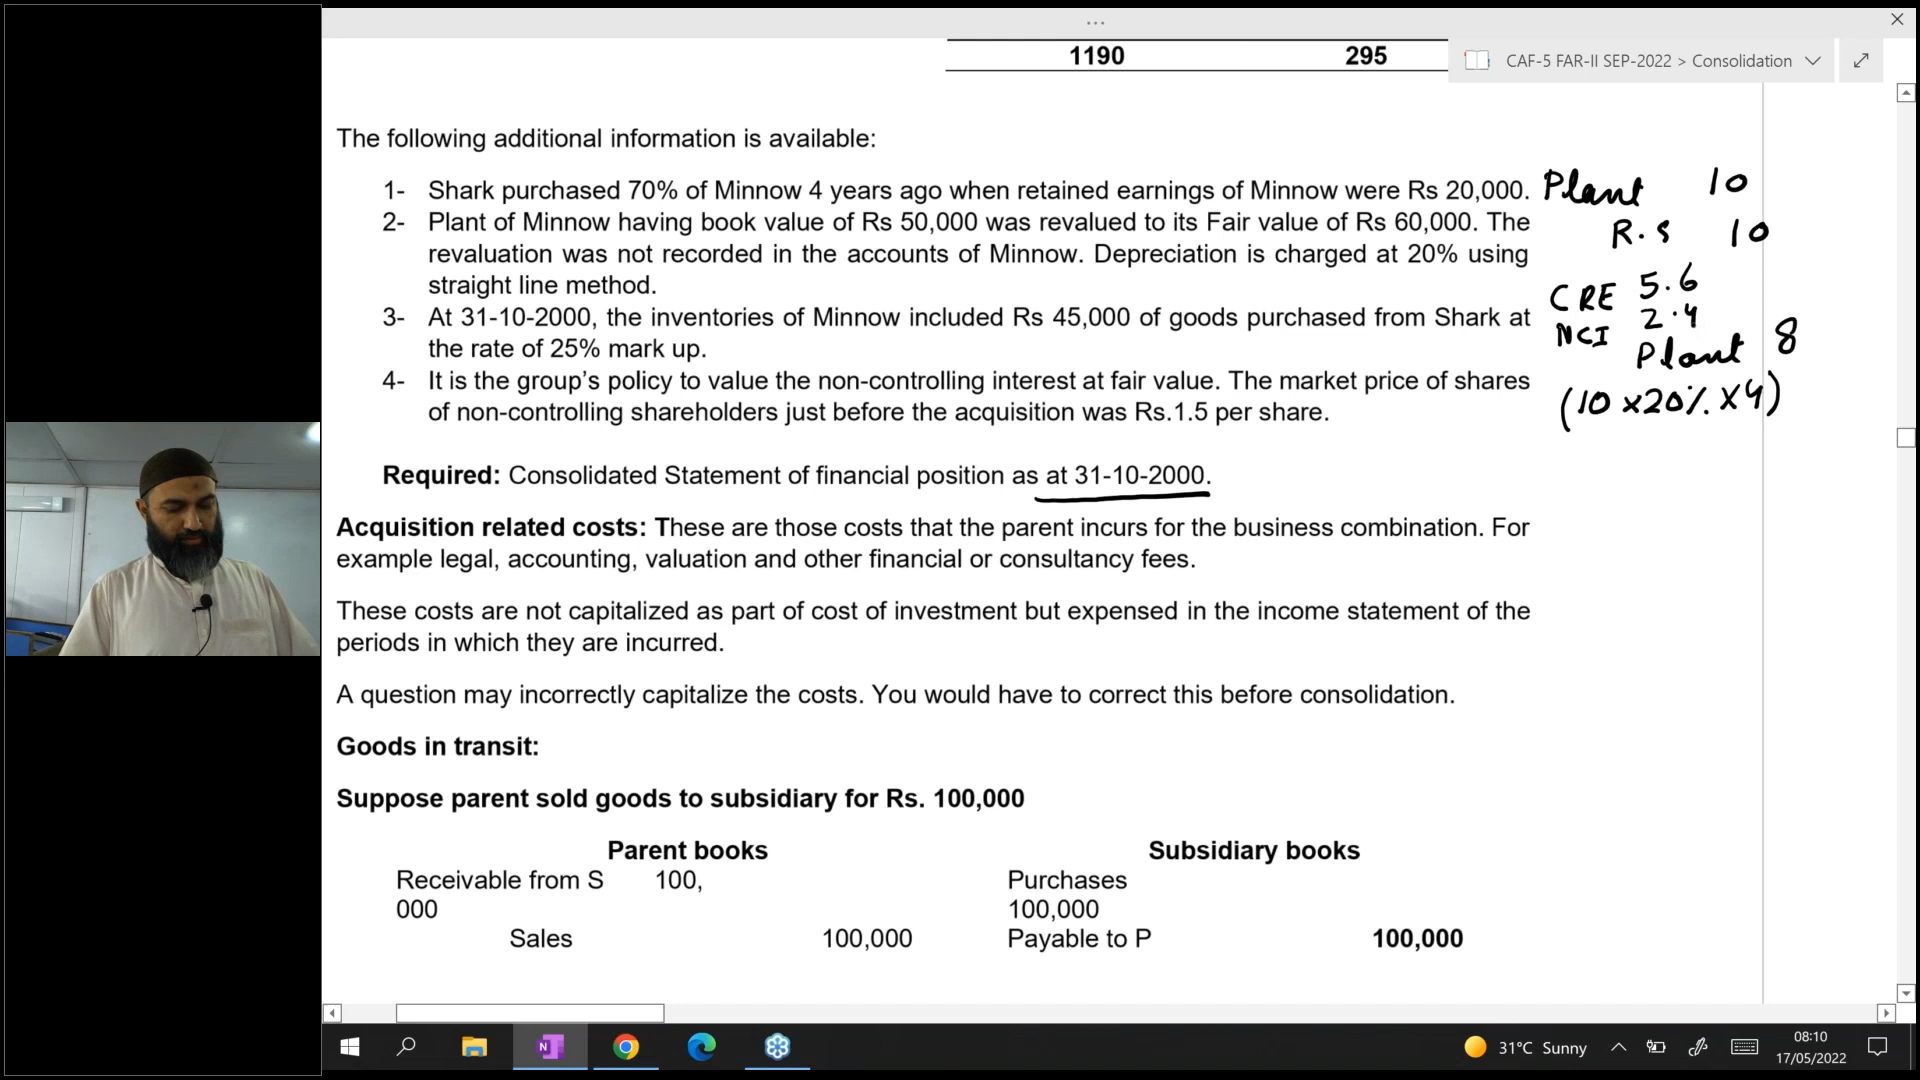 1190 295
CAF-5 FAR-II SEP-2022 > Consolidation
The following additional information is available:
1- Shark purchased 70% of Minnow 4 years ago when retained earnings of Minnow were Rs 20,000.
2- Plant of Minnow having book value of Rs 50,000 was revalued to its Fair value of Rs 60,000. The
revaluation was not recorded in the accounts of Minnow. Depreciation is charged at 20% using
straight line method.
3- At 31-10-2000, the inventories of Minnow included Rs 45,000 of goods purchased from Shark at
the rate of 25% mark up.
4- It is the group’s policy to value the non-controlling interest at fair value. The market price of shares
of non-controlling shareholders just before the acquisition was Rs.1.5 per share.
Plant 10
R.S 10
CRE 5.6
NCI 2.4
Plant 8
(10 x20% x4)
Required: Consolidated Statement of financial position as at 31-10-2000.
Acquisition related costs: These are those costs that the parent incurs for the business combination. For
example legal, accounting, valuation and other financial or consultancy fees.
These costs are not capitalized as part of cost of investment but expensed in the income statement of the
periods in which they are incurred.
A question may incorrectly capitalize the costs. You would have to correct this before consolidation.
Goods in transit:
Suppose parent sold goods to subsidiary for Rs. 100,000
Parent books Subsidiary books
Receivable from S 100, Purchases
000 100,000
Sales 100,000 Payable to P 100,000
31°C Sunny
08:10
17/05/2022